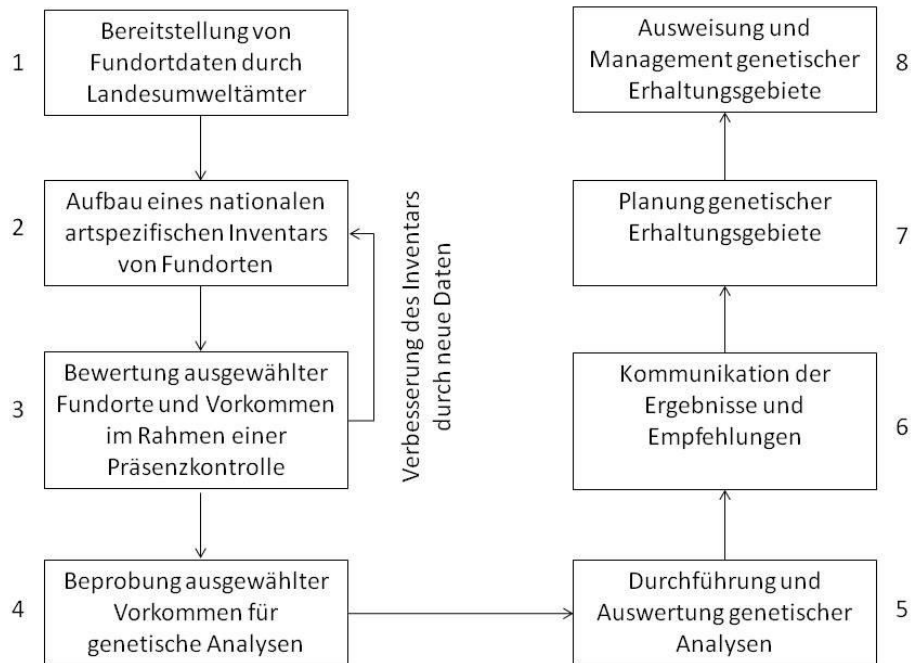 1
Bereitstellung von
Fundortdaten durch
Landesumweltämter
2
Aufbau eines nationalen
artspezifischen Inventars
von Fundorten
3
Bewertung ausgewählter
Fundorte und Vorkommen
im Rahmen einer
Präsenzkontrolle
Verbesserung des Inventars
durch neue Daten
4
Beprobung ausgewählter
Vorkommen für
genetische Analysen
Durchführung und
Auswertung genetischer
Analysen
5
Kommunikation der
Ergebnisse und
Empfehlungen
6
Planung genetischer
Erhaltungsgebiete
7
Ausweisung und
Management genetischer
Erhaltungsgebiete
8